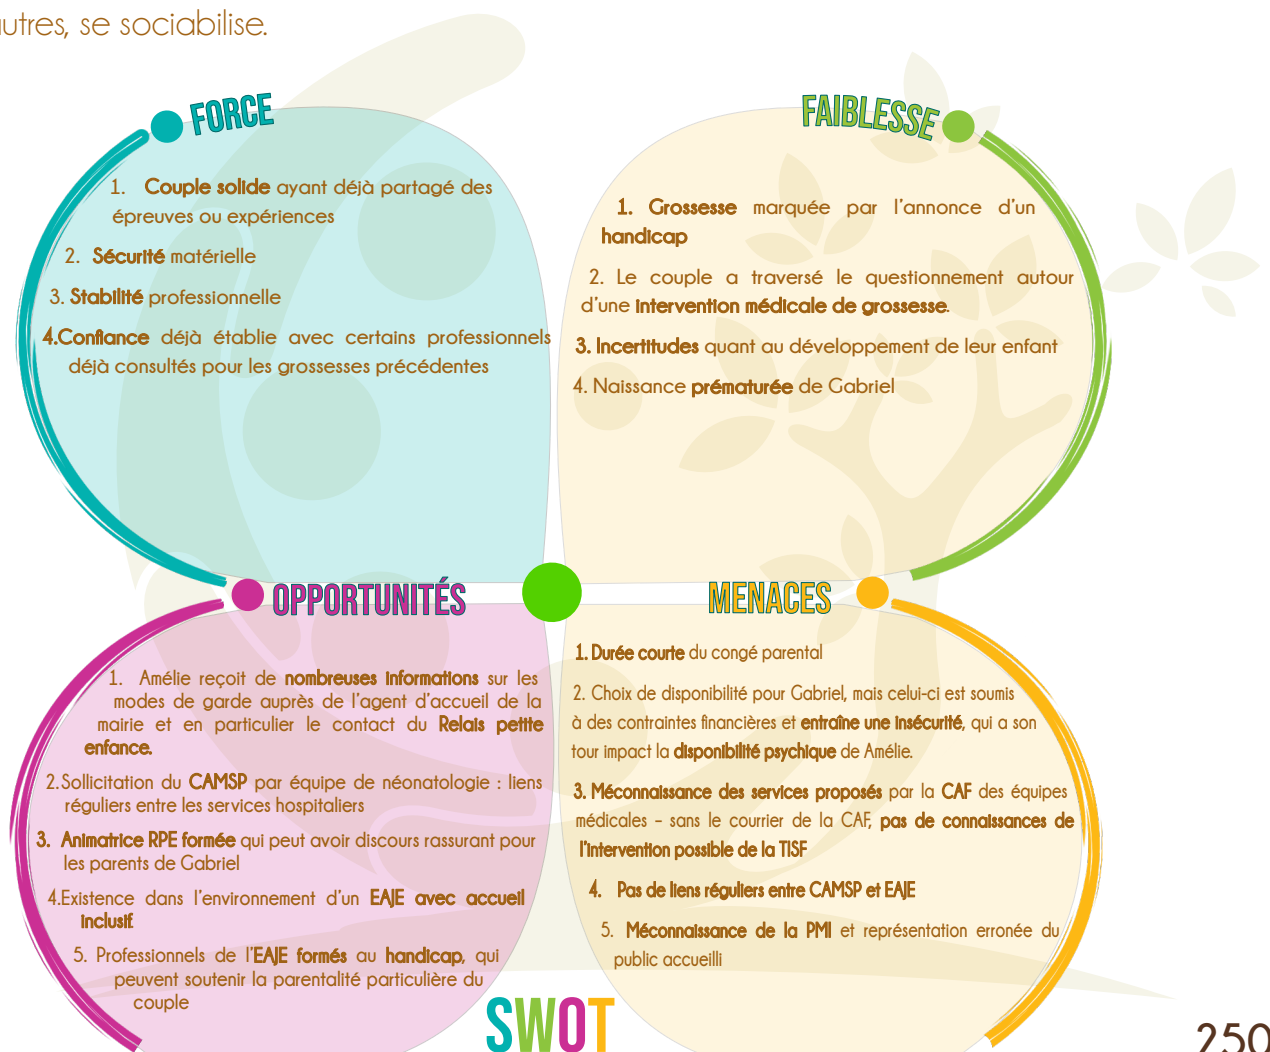 autres, se sociabilise.
FORCE
1. Couple solide ayant déjà partagé des
épreuves ou expériences
2. Sécurité matérielle
3. Stabilité professionnelle
4.Confiance déjà établie avec certains professionnels
déjà consultés pour les grossesses précédentes
FAIBLESSE
1. Grossesse marquée par l'annonce d'un
handicap
2. Le couple a traversé le questionnement autour
d'une intervention médicale de grossesse.
3. Incertitudes quant au développement de leur enfant
4. Naissance prématurée de Gabriel
OPPORTUNITÉS
1. Amélie reçoit de nombreuses informations sur les
modes de garde auprès de l'agent d'accueil de la
mairie et en particulier le contact du Relais petite
enfance.
2.Sollicitation du CAMSP par équipe de néonatologie : liens
réguliers entre les services hospitaliers
3. Animatrice RPE formée qui peut avoir discours rassurant pour
les parents de Gabriel
4.Existence dans l'environnement d'un EAJE avec accueil
inclusif.
5. Professionnels de l'EAJE formés au handicap, qui
peuvent soutenir la parentalité particulière du
couple
MENACES
1. Durée courte du congé parental
2. Choix de disponibilité pour Gabriel, mais celui-ci est soumis
à des contraintes financières et entraîne une insécurité, qui a son
tour impact la disponibilité psychique de Amélie.
3. Méconnaissance des services proposés par la CAF des équipes
médicales – sans le courrier de la CAF, pas de connaissances de
l'intervention possible de la TISF
4. Pas de liens réguliers entre CAMSP et EAJE
5. Méconnaissance de la PMI et représentation erronée du
public accueilli
SWOT
250